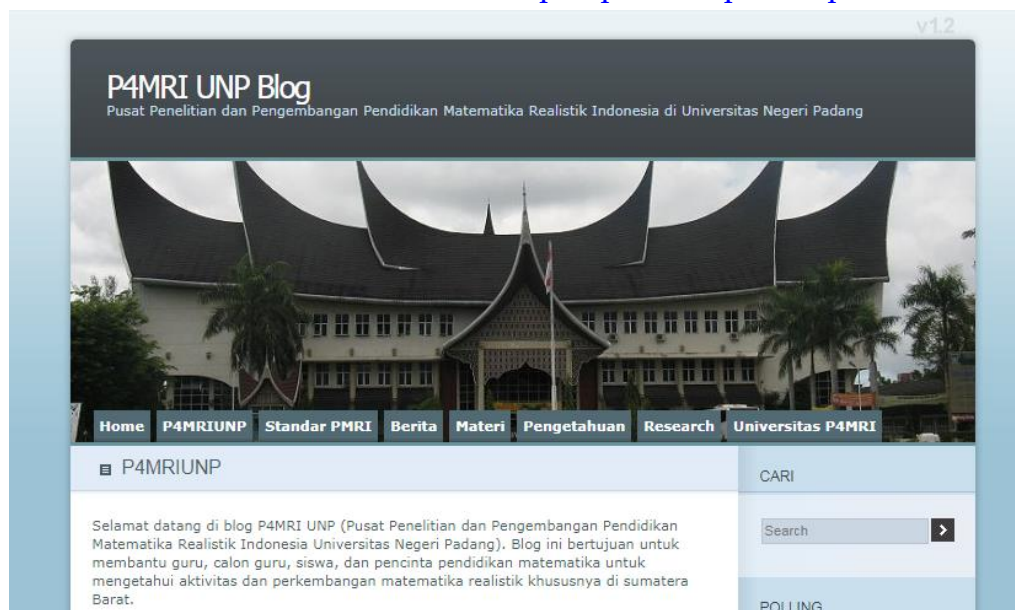 v1.2
P4MRI UNP Blog
Pusat Penelitian dan Pengembangan Pendidikan Matematika Realistik Indonesia di Universitas Negeri Padang
Home P4MRIUNP Standar PMRI Berita Materi Pengetahuan Research Universitas P4MRI
P4MRIUNP
Selamat datang di blog P4MRI UNP (Pusat Penelitian dan Pengembangan Pendidikan
Matematika Realistik Indonesia Universitas Negeri Padang). Blog ini bertujuan untuk
membantu guru, calon guru, siswa, dan pencinta pendidikan matematika untuk
mengetahui aktivitas dan perkembangan matematika realistik khususnya di sumatera
Barat.
CARI
Search
POLLING